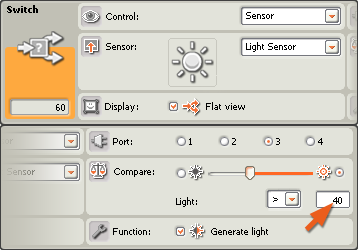 Switch
Control: Sensor
Sensor: Light Sensor
60
Display: Flat view
Port: 1 2 3 4
Sensor
Compare:
Light: > 40
Function: Generate light